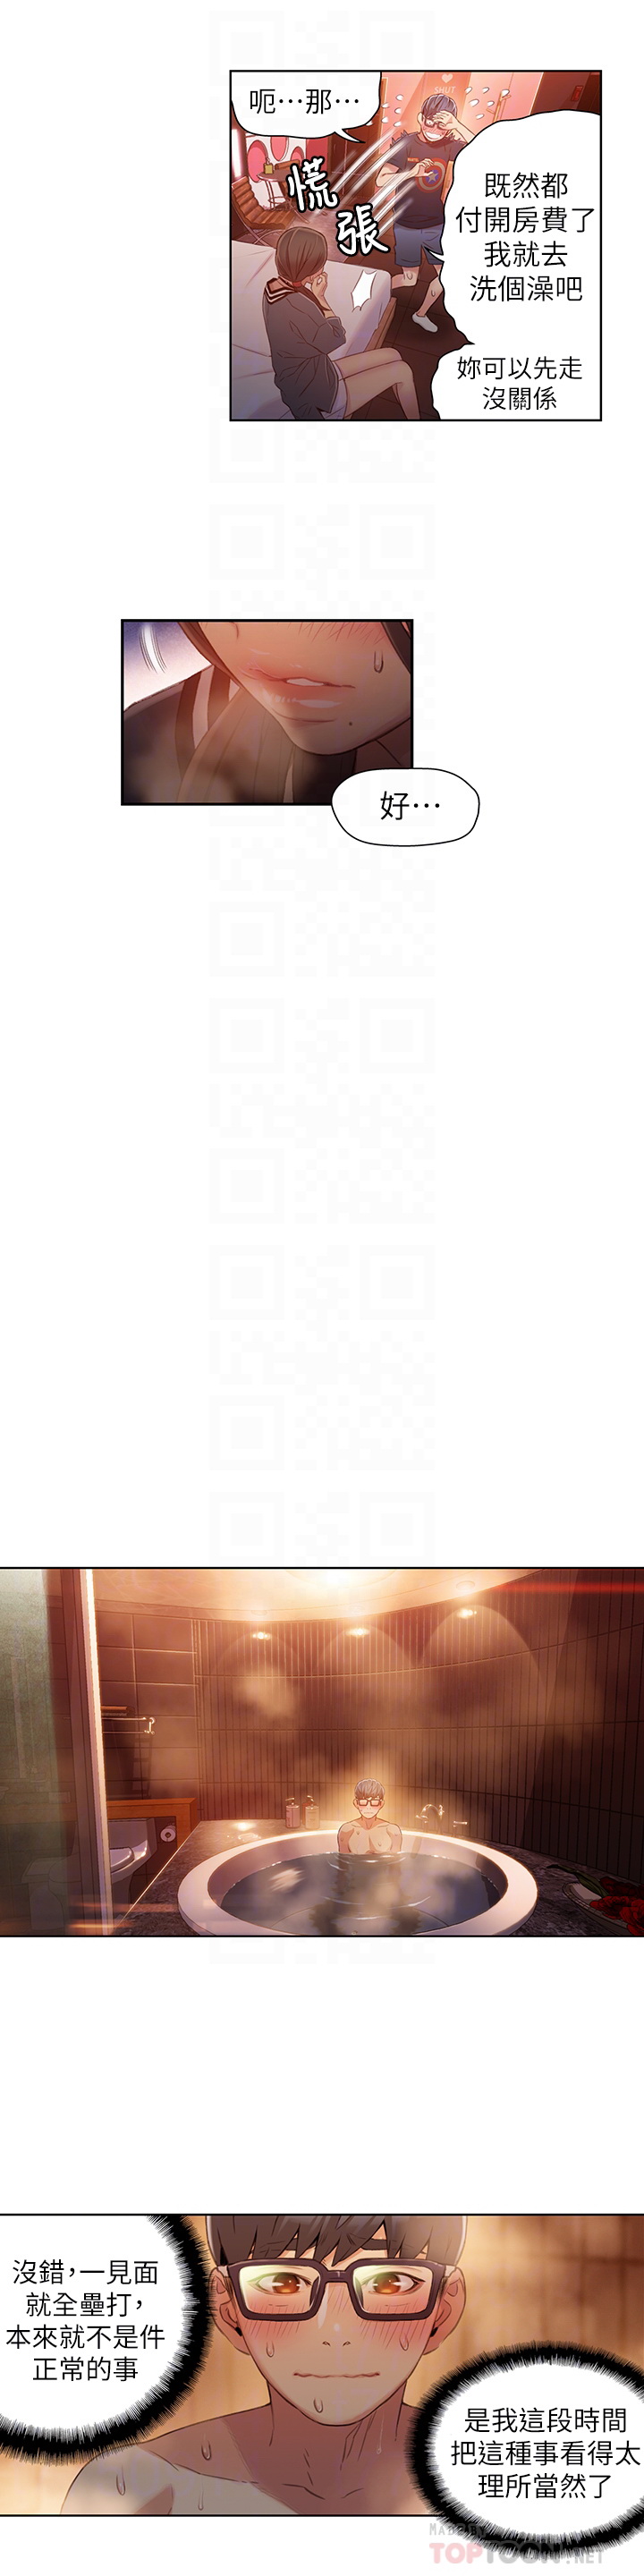 呃⋯那⋯
SHUT
慌
張
既然都
付開房費了
我就去
洗個澡吧
妳可以先走
沒關係
好⋯
沒錯,一見面
就全壘打,
本來就不是件
正常的事
是我這段時間
把這種事看得太
理所當然了
TOPTOON.NET